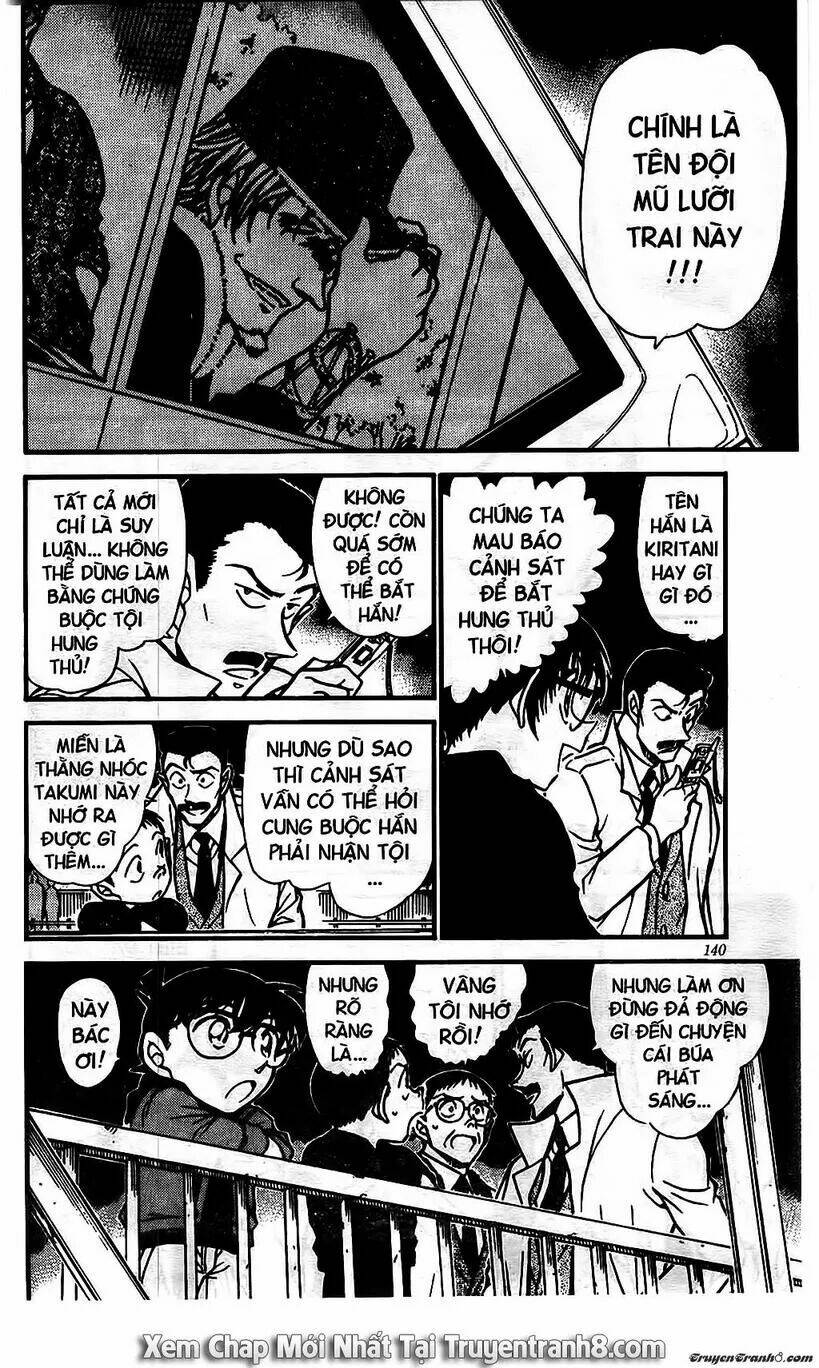 CHÍNH LÀ
TÊN ĐỘI
MŨ LƯỠI
TRAI NÀY
!!!
TÊN
HẮN LÀ
KIRITANI
HAY GÌ
GÌ ĐÓ
...
CHÚNG TA
MAU BÁO
CẢNH SÁT
ĐỂ BẮT
HUNG THỦ
THÔI!
KHÔNG
ĐƯỢC! CÒN
QUÁ SỚM
ĐỂ CÓ
THỂ BẮT
HẮN!
TẤT CẢ MỚI
CHỈ LÀ SUY
LUẬN... KHÔNG
THỂ DÙNG LÀM
BẰNG CHỨNG
BUỘC TỘI
HUNG
THỦ!
NHƯNG DÙ SAO
THÌ CẢNH SÁT
VẪN CÓ THỂ HỎI
CUNG BUỘC HẮN
PHẢI NHẬN TỘI
...
MIẾN LÀ
THẰNG NHÓC
TAKUMI NÀY
NHỚ RA
ĐƯỢC GÌ
THÊM...
140
NHƯNG LÀM ƠN
ĐỪNG ĐẢ ĐỘNG
GÌ ĐẾN CHUYỆN
CÁI BÚA
PHÁT
SÁNG...
VÂNG
TÔI NHỚ
RỒI!
NHƯNG
RÕ
RÀNG
LÀ...
NÀY
BÁC
ƠI!
Xem Chap Mới Nhất Tại Truyentranh8.com
TruyenTranh8.com